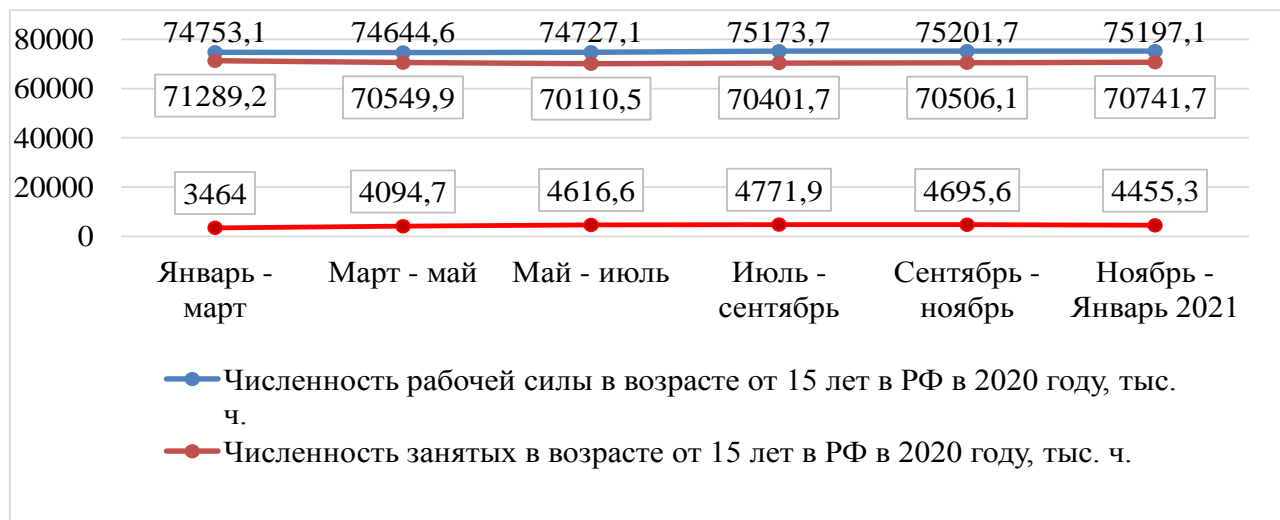 74753,1 74644,6 74727,1 75173,7 75201,7 75197,1
80000
71289,2 70549,9 70110,5 70401,7 70506,1 70741,7
60000
40000
20000
3464 4094,7 4616,6 4771,9 4695,6 4455,3
0
Январь - Март - май Май - июль Июль - Сентябрь - Ноябрь -
март сентябрь ноябрь Январь 2021
Численность рабочей силы в возрасте от 15 лет в РФ в 2020 году, тыс.
ч.
Численность занятых в возрасте от 15 лет в РФ в 2020 году, тыс. ч.